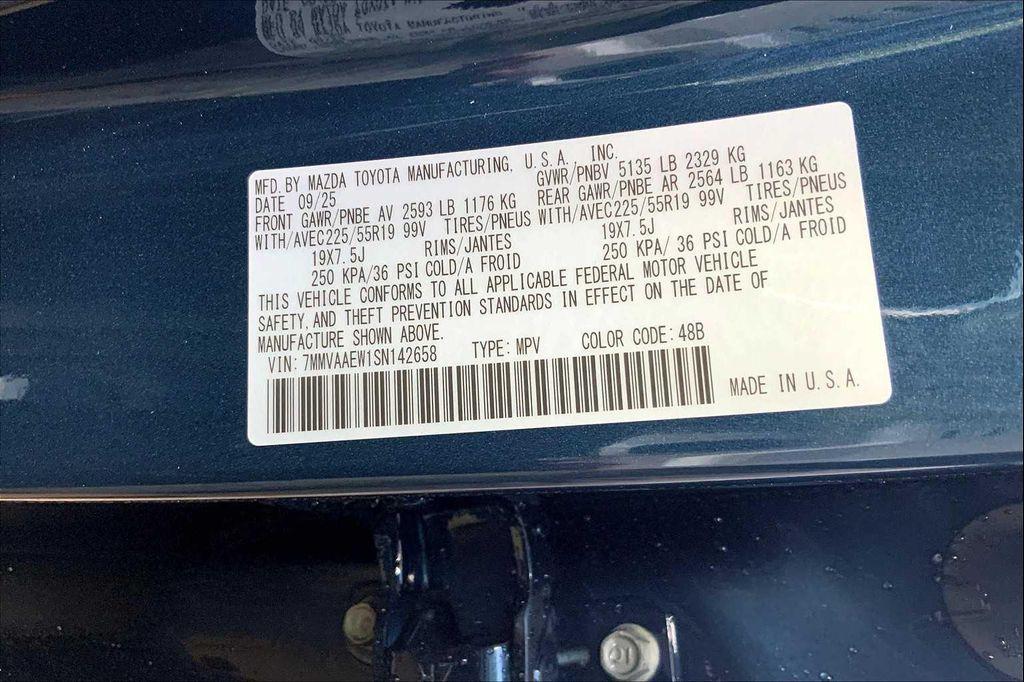 MFD. BY MAZDA TOYOTA MANUFACTURING, U.S.A., INC.
DATE 09/25 GVWR/PNBV 5135 LB 2329 KG
FRONT GAWR/PNBE AV 2593 LB 1176 KG REAR GAWR/PNBE AR 2564 LB 1163 KG
WITH/AVEC225/55R19 99V TIRES/PNEUS WITH/AVEC225/55R19 99V TIRES/PNEUS
19X7.5J RIMS/JANTES 19X7.5J RIMS/JANTES
250 KPA/36 PSI COLD/A FROID 250 KPA/ 36 PSI COLD/A FROID
THIS VEHICLE CONFORMS TO ALL APPLICABLE FEDERAL MOTOR VEHICLE
SAFETY, AND THEFT PREVENTION STANDARDS IN EFFECT ON THE DATE OF
MANUFACTURE SHOWN ABOVE.
VIN: 7MMVAAEW1SN142658 TYPE: MPV COLOR CODE: 48B
MADE IN U.S.A.